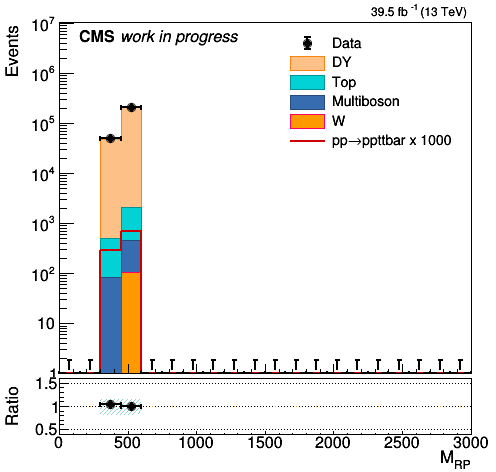 39.5 fb⁻¹ (13 TeV)
CMS work in progress
Events
10⁷
10⁶
10⁵
10⁴
10³
10²
10
1
Data
DY
Top
Multiboson
W
pp→ppttbar x 1000
Ratio
1.5
1
0.5
0 500 1000 1500 2000 2500 3000
M_RP